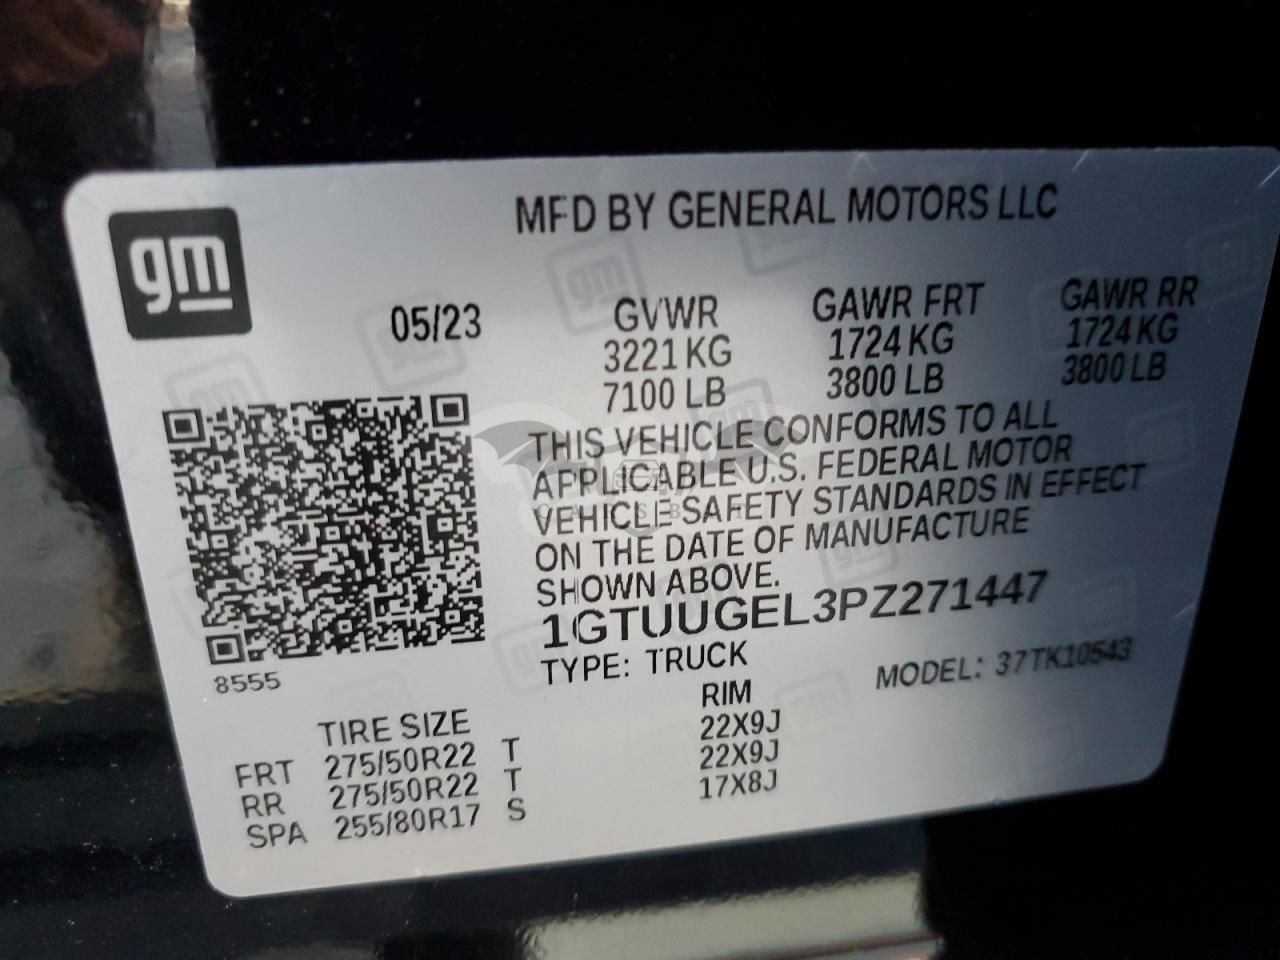 gm
MFD BY GENERAL MOTORS LLC
05/23
GVWR GAWR FRT GAWR RR
3221 KG 1724 KG 1724 KG
7100 LB 3800 LB 3800 LB
THIS VEHICLE CONFORMS TO ALL
APPLICABLE U.S. FEDERAL MOTOR
VEHICLE SAFETY STANDARDS IN EFFECT
ON THE DATE OF MANUFACTURE
SHOWN ABOVE.
1GTUUGEL3PZ271447
TYPE: TRUCK MODEL: 37TK10543
8555
TIRE SIZE RIM
FRT 275/50R22 T 22X9J
RR 275/50R22 T 22X9J
SPA 255/80R17 S 17X8J